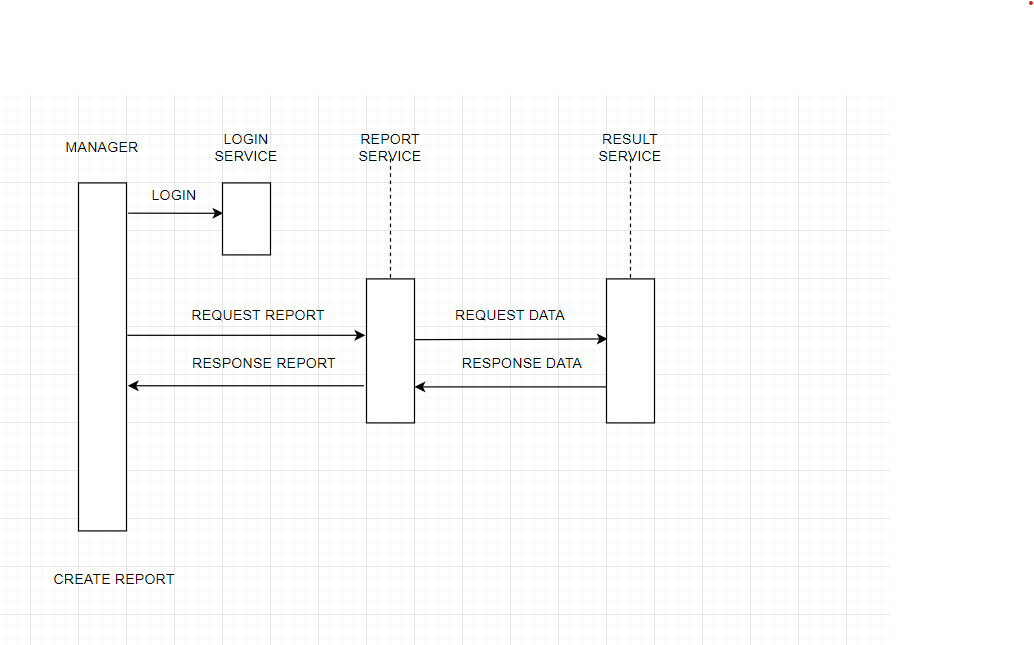 MANAGER
LOGIN
SERVICE
REPORT
SERVICE
RESULT
SERVICE
LOGIN
REQUEST REPORT
REQUEST DATA
RESPONSE REPORT
RESPONSE DATA
CREATE REPORT